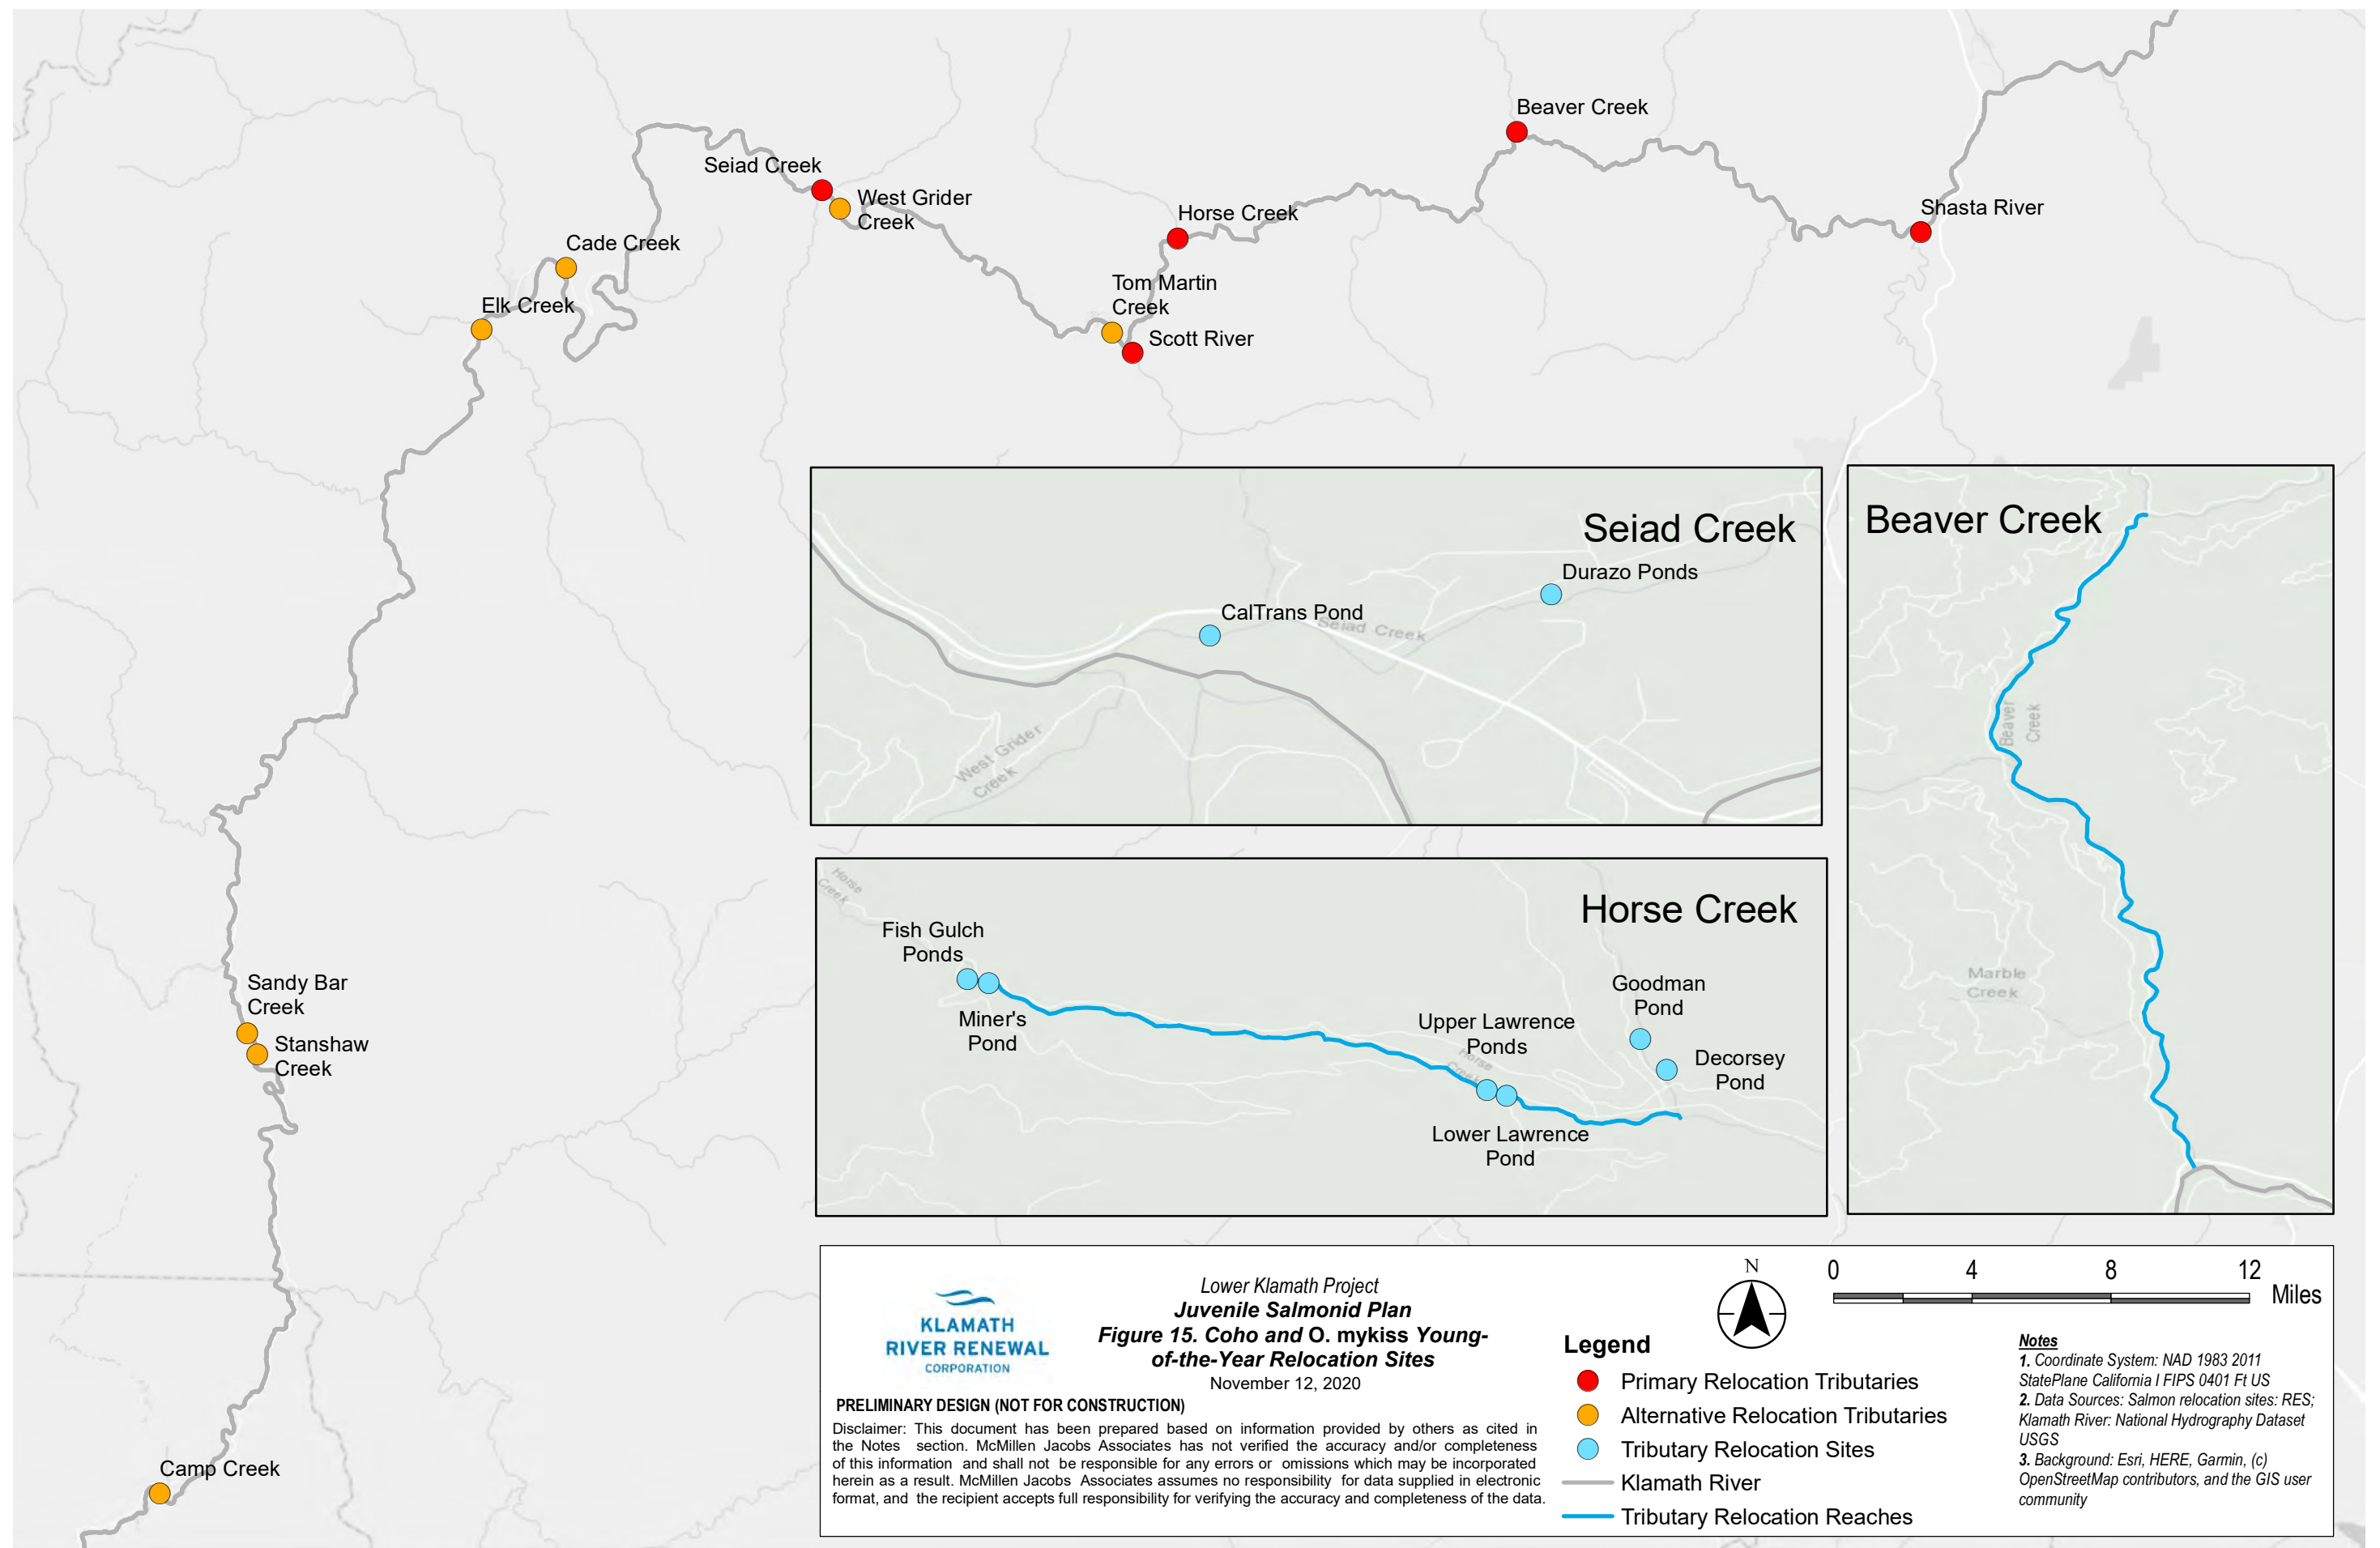 Beaver Creek
Seiad Creek
West Grider
Creek
Shasta River
Horse Creek
Cade Creek
Tom Martin
Creek
Elk Creek
Scott River
Seiad Creek
Durazo Ponds
CalTrans Pond
Seiad Creek
West Grider
Creek
Beaver Creek
Beaver
Creek
Marble
Creek
Horse Creek
Horse
Creek
Fish Gulch
Ponds
Miner's
Pond
Goodman
Pond
Upper Lawrence
Ponds
Horse
Creek
Decorsey
Pond
Lower Lawrence
Pond
Sandy Bar
Creek
Stanshaw
Creek
Camp Creek
KLAMATH
RIVER RENEWAL
CORPORATION
Lower Klamath Project
Juvenile Salmonid Plan
Figure 15. Coho and O. mykiss Young-
of-the-Year Relocation Sites
November 12, 2020
PRELIMINARY DESIGN (NOT FOR CONSTRUCTION)
Disclaimer: This document has been prepared based on information provided by others as cited in
the Notes section. McMillen Jacobs Associates has not verified the accuracy and/or completeness
of this information and shall not be responsible for any errors or omissions which may be incorporated
herein as a result. McMillen Jacobs Associates assumes no responsibility for data supplied in electronic
format, and the recipient accepts full responsibility for verifying the accuracy and completeness of the data.
N
0 4 8 12
Miles
Legend
Primary Relocation Tributaries
Alternative Relocation Tributaries
Tributary Relocation Sites
Klamath River
Tributary Relocation Reaches
Notes
1. Coordinate System: NAD 1983 2011
StatePlane California I FIPS 0401 Ft US
2. Data Sources: Salmon relocation sites: RES;
Klamath River: National Hydrography Dataset
USGS
3. Background: Esri, HERE, Garmin, (c)
OpenStreetMap contributors, and the GIS user
community